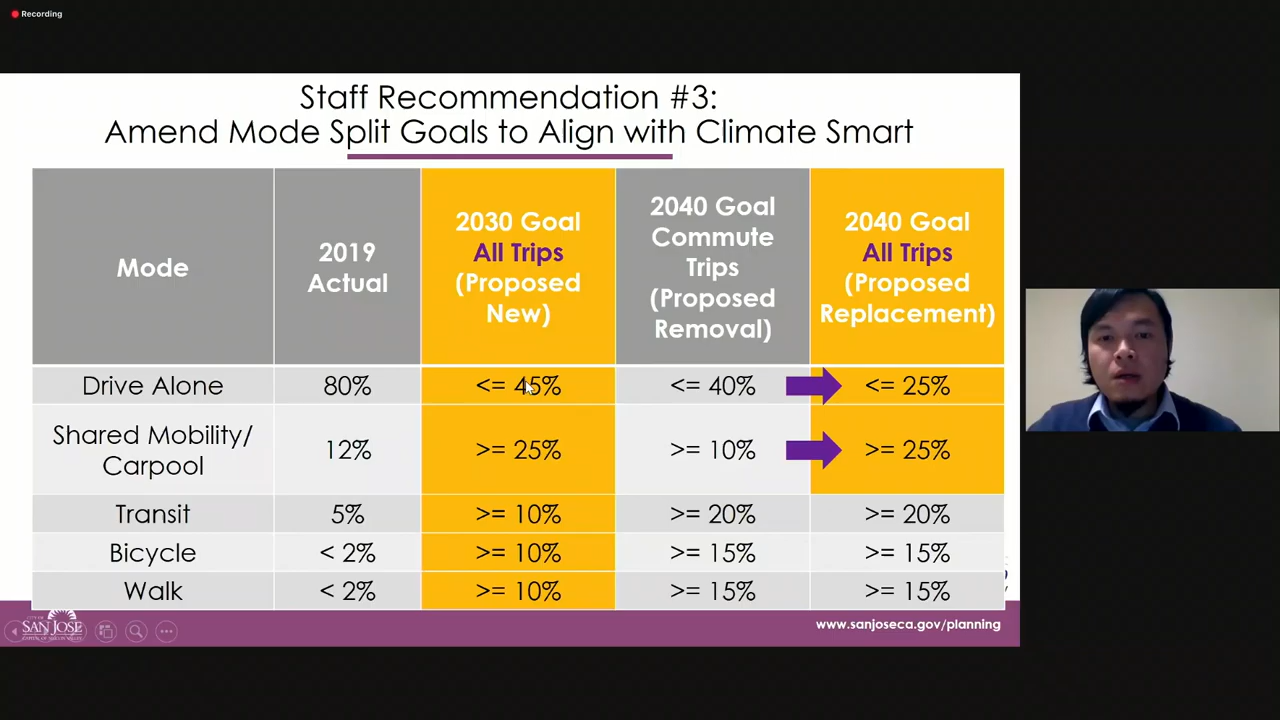 Recording
Staff Recommendation #3:
Amend Mode Split Goals to Align with Climate Smart
Mode
2019
Actual
2030 Goal
All Trips
(Proposed
New)
2040 Goal
Commute
Trips
(Proposed
Removal)
2040 Goal
All Trips
(Proposed
Replacement)
Drive Alone
80%
<= 45%
<= 40%
<= 25%
Shared Mobility/
Carpool
12%
>= 25%
>= 10%
>= 25%
Transit
5%
>= 10%
>= 20%
>= 20%
Bicycle
< 2%
>= 10%
>= 15%
>= 15%
Walk
< 2%
>= 10%
>= 15%
>= 15%
CITY OF
SAN JOSE
CAPITAL OF SILICON VALLEY
www.sanjoseca.gov/planning